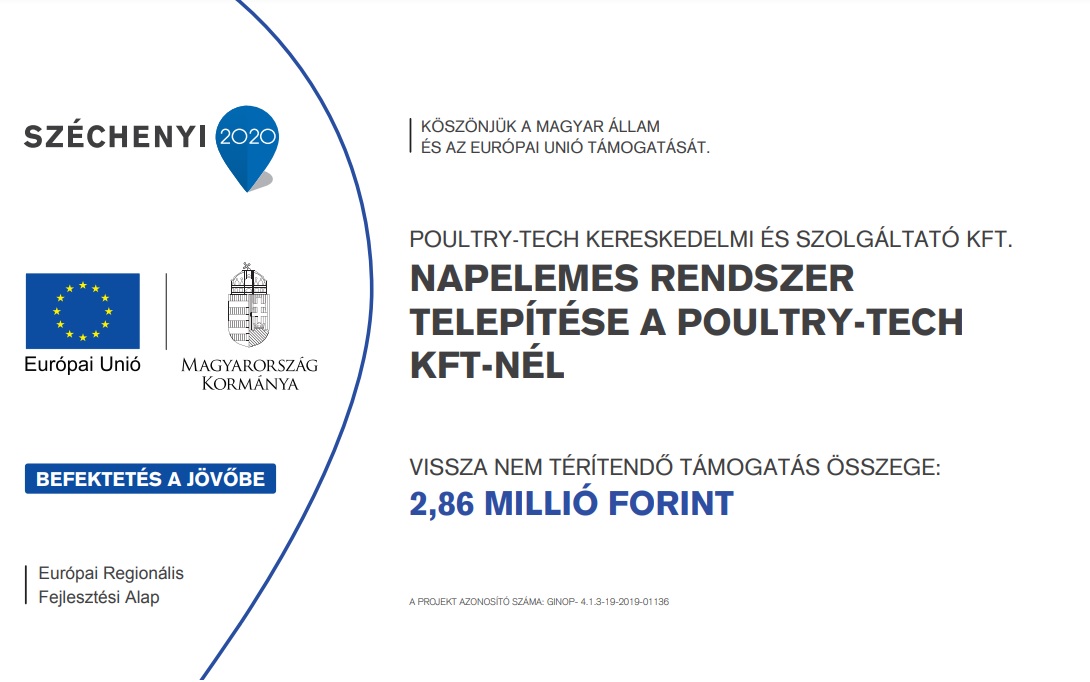 SZÉCHENYI 2020
KÖSZÖNJÜK A MAGYAR ÁLLAM
ÉS AZ EURÓPAI UNIÓ TÁMOGATÁSÁT.
POULTRY-TECH KERESKEDELMI ÉS SZOLGÁLTATÓ KFT.
NAPELEMES RENDSZER
TELEPÍTÉSE A POULTRY-TECH
KFT-NÉL
Európai Unió
MAGYARORSZÁG
KORMÁNYA
BEFEKTETÉS A JÖVŐBE
VISSZA NEM TÉRÍTENDŐ TÁMOGATÁS ÖSSZEGE:
2,86 MILLIÓ FORINT
Európai Regionális
Fejlesztési Alap
A PROJEKT AZONOSÍTÓ SZÁMA: GINOP- 4.1.3-19-2019-01136